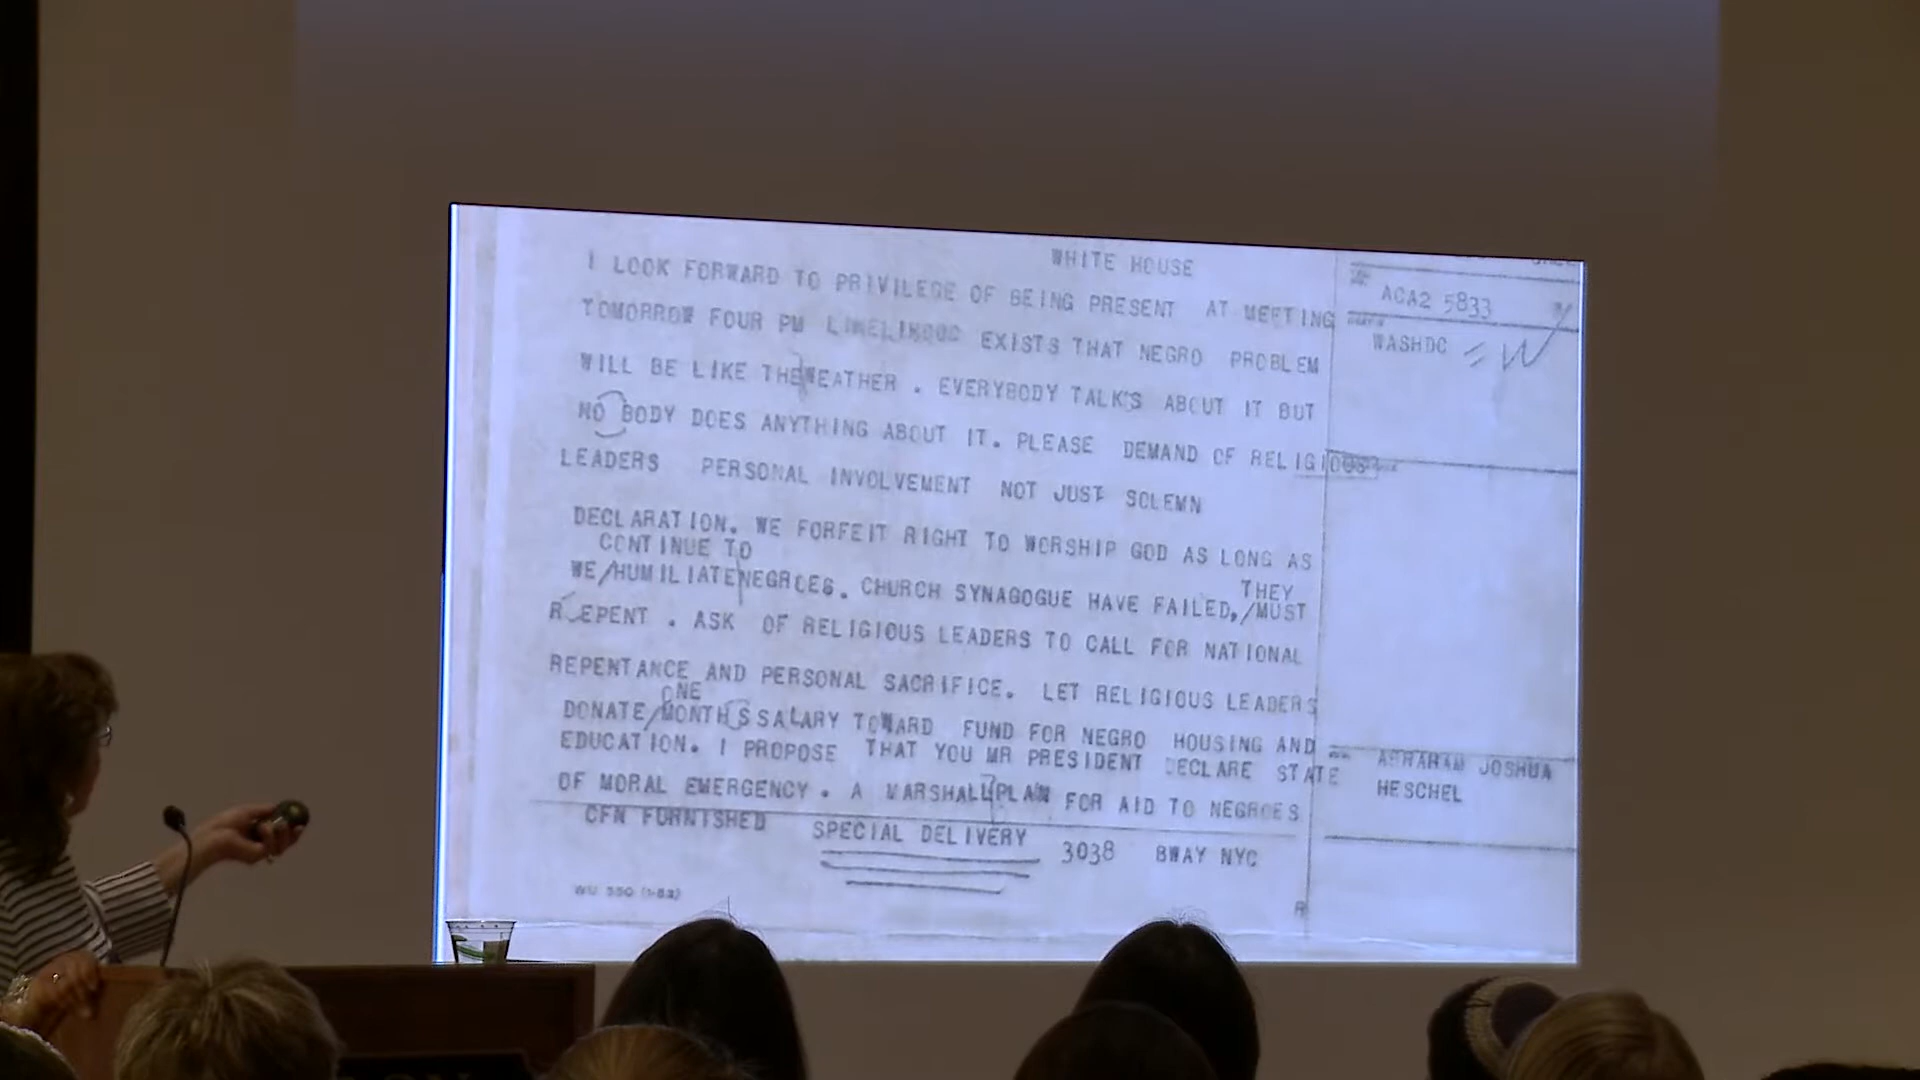 WHITE HOUSE
I LOOK FORWARD TO PRIVILEGE OF BEING PRESENT AT MEETING
TOMORROW FOUR PM LIKELIHOOD EXISTS THAT NEGRO PROBLEM
WILL BE LIKE THE WEATHER . EVERYBODY TALK'S ABOUT IT BUT
NO BODY DOES ANYTHING ABOUT IT. PLEASE DEMAND OF RELIGIOUS
LEADERS PERSONAL INVOLVEMENT NOT JUST SOLEMN
DECLARATION. WE FORFEIT RIGHT TO WORSHIP GOD AS LONG AS
CONTINUE TO
WE/HUMILIATE NEGROES. CHURCH SYNAGOGUE HAVE FAILED,/MUST
THEY
REPENT . ASK OF RELIGIOUS LEADERS TO CALL FOR NATIONAL
REPENTANCE AND PERSONAL SACRIFICE. LET RELIGIOUS LEADERS
ONE
DONATE/MONTH'S SALARY TOWARD FUND FOR NEGRO HOUSING AND
EDUCATION. I PROPOSE THAT YOU MR PRESIDENT DECLARE STATE
OF MORAL EMERGENCY . A MARSHALL PLAN FOR AID TO NEGROES
CFN FURNISHED SPECIAL DELIVERY 3038 BWAY NYC
WU 550 (1-62)
ACA2 5833
WASHDC = W
ABRAHAM JOSHUA
HESCHEL